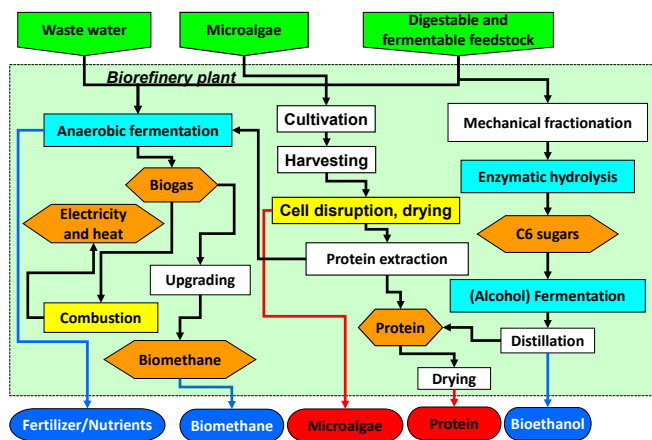 Waste water
Microalgae
Digestable and
fermentable feedstock
Biorefinery plant
Anaerobic fermentation
Cultivation
Mechanical fractionation
Harvesting
Biogas
Enzymatic hydrolysis
Electricity
and heat
Cell disruption, drying
C6 sugars
Upgrading
Protein extraction
Combustion
(Alcohol) Fermentation
Protein
Distillation
Biomethane
Drying
Fertilizer/Nutrients
Biomethane
Microalgae
Protein
Bioethanol